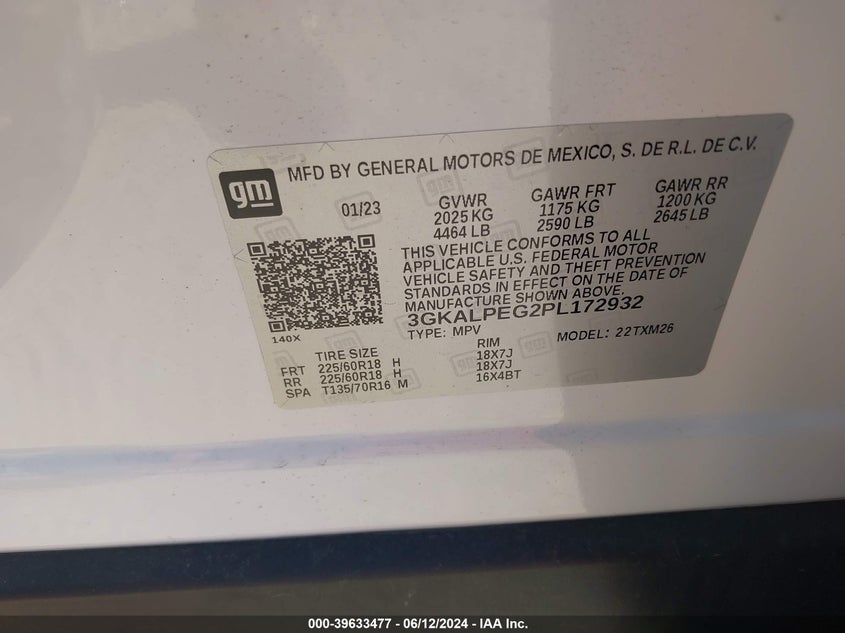 gm
MFD BY GENERAL MOTORS DE MEXICO, S. DE R.L. DE C.V.
01/23
GVWR
2025 KG
4464 LB
GAWR FRT
1175 KG
2590 LB
GAWR RR
1200 KG
2645 LB
THIS VEHICLE CONFORMS TO ALL
APPLICABLE U.S. FEDERAL MOTOR
VEHICLE SAFETY AND THEFT PREVENTION
STANDARDS IN EFFECT ON THE DATE OF
MANUFACTURE SHOWN ABOVE.
3GKALPEG2PL172932
TYPE: MPV MODEL: 22TXM26
140X
TIRE SIZE RIM
FRT 225/60R18 H 18X7J
RR 225/60R18 H 18X7J
SPA T135/70R16 M 16X4BT
000-39633477 - 06/12/2024 - IAA Inc.